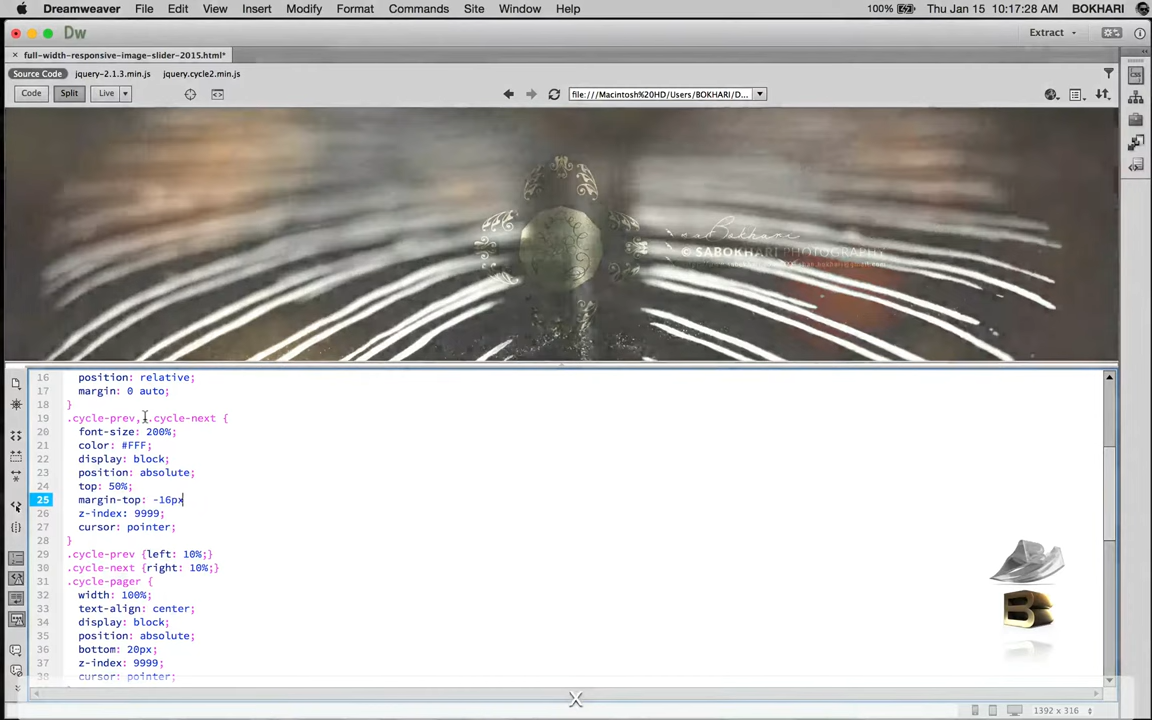 Dreamweaver File Edit View Insert Modify Format Commands Site Window Help 100% Thu Jan 15 10:17:28 AM BOKHARI
Dw Extract
full-width-responsive-image-slider-2015.html*
Source Code jquery-2.1.3.min.js jquery.cycle2.min.js
Code Split Live file:///Macintosh%20HD/Users/BOKHARI/D...
Bokhari
© SABOKHARI PHOTOGRAPHY
16 position: relative;
17 margin: 0 auto;
18 }
19 .cycle-prev, .cycle-next {
20 font-size: 200%;
21 color: #FFF;
22 display: block;
23 position: absolute;
24 top: 50%;
25 margin-top: -16px
26 z-index: 9999;
27 cursor: pointer;
28 }
29 .cycle-prev {left: 10%;}
30 .cycle-next {right: 10%;}
31 .cycle-pager {
32 width: 100%;
33 text-align: center;
34 display: block;
35 position: absolute;
36 bottom: 20px;
37 z-index: 9999;
38 cursor: pointer;
B
X
1392 x 316